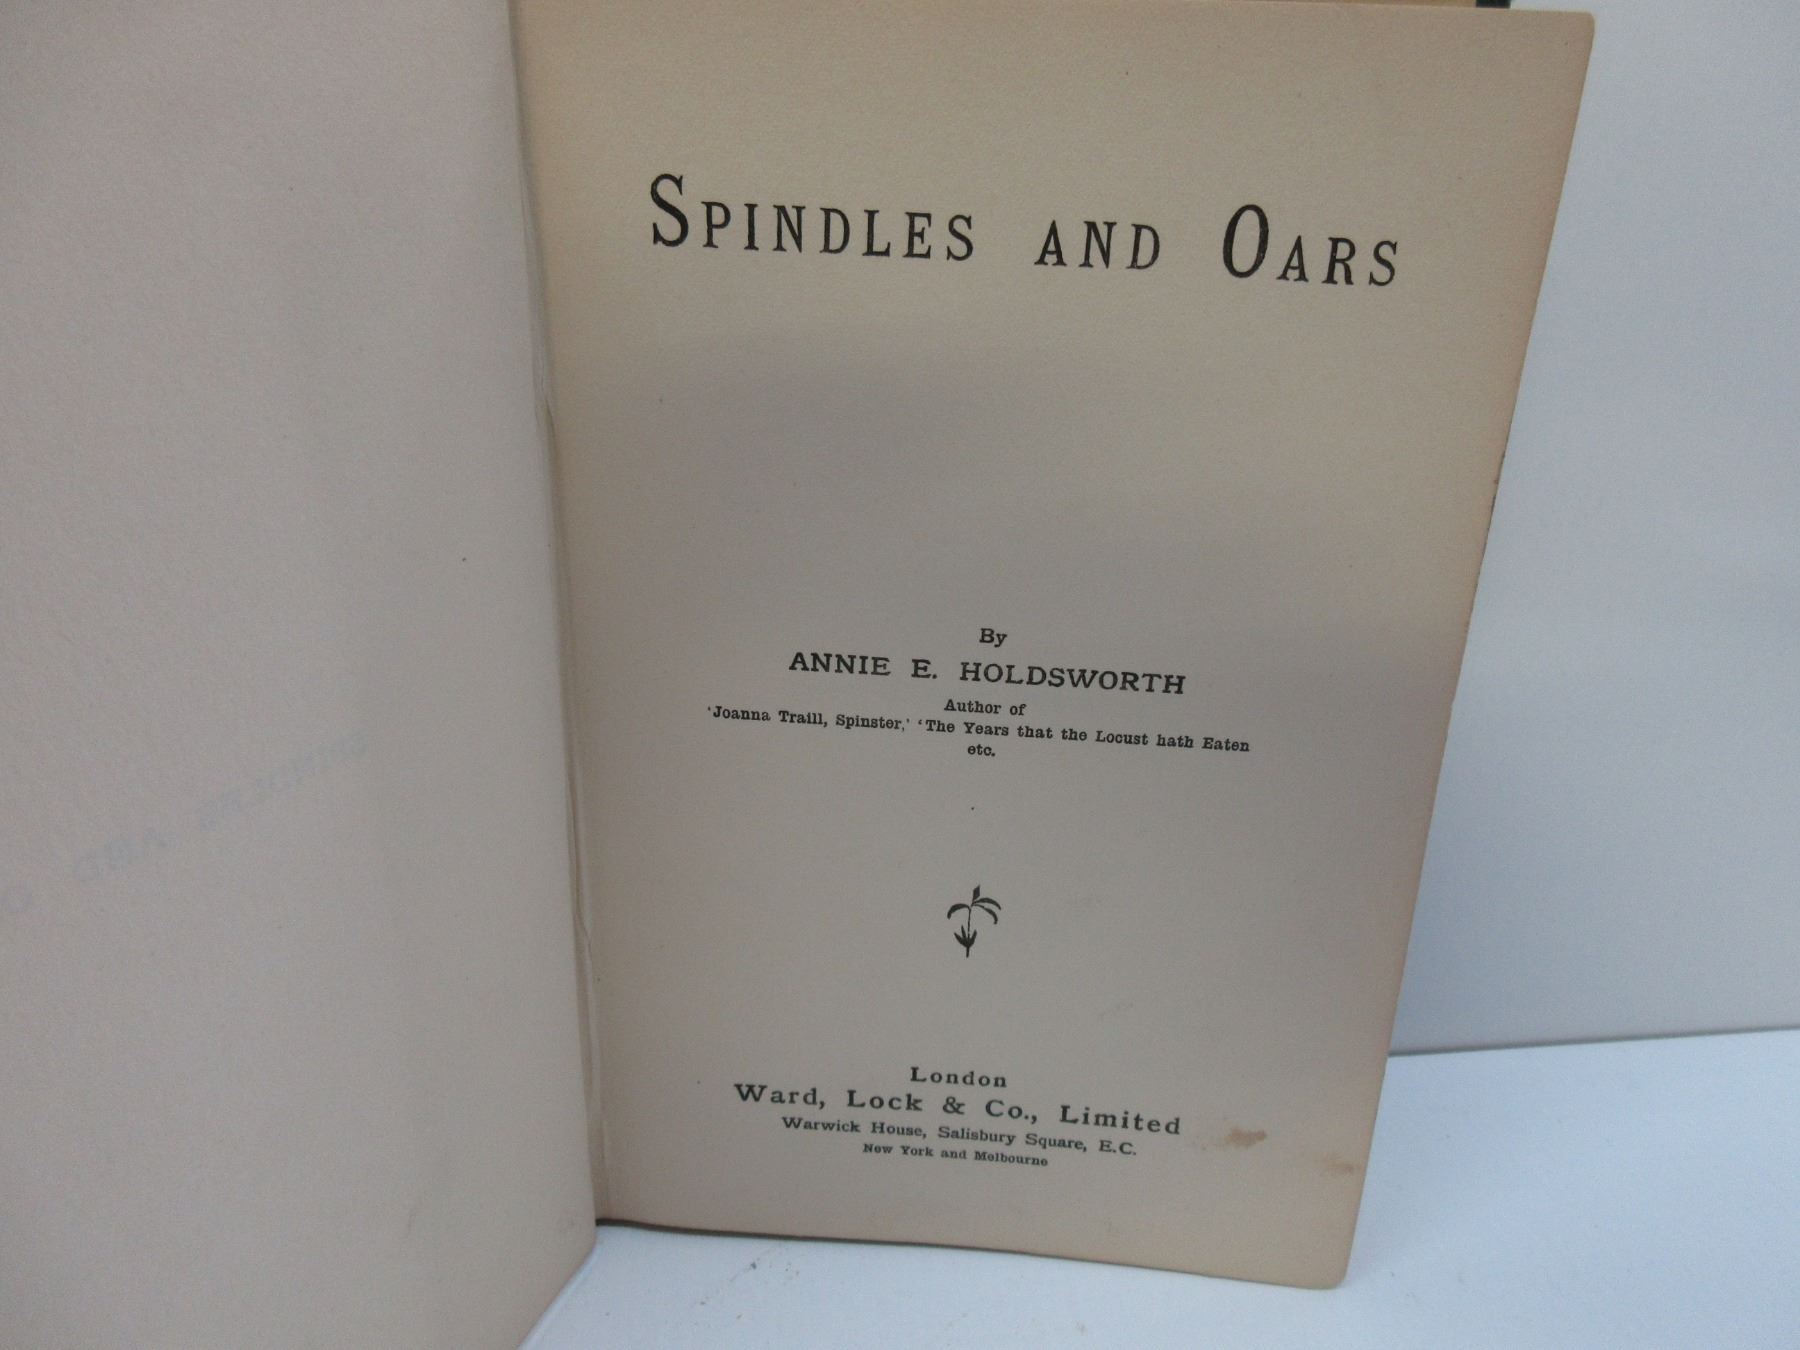 SPINDLES AND OARS
By
ANNIE E. HOLDSWORTH
Author of
'Joanna Traill, Spinster,' 'The Years that the Locust hath Eaten
etc.
London
Ward, Lock & Co., Limited
Warwick House, Salisbury Square, E.C.
New York and Melbourne